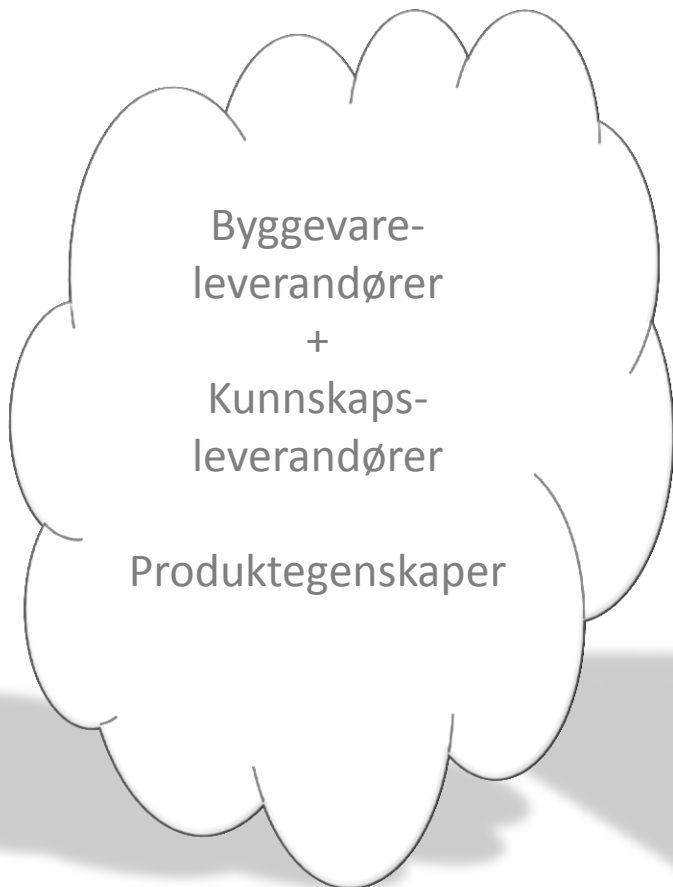 Byggevare-
leverandører
+
Kunnskaps-
leverandører
Produktegenskaper